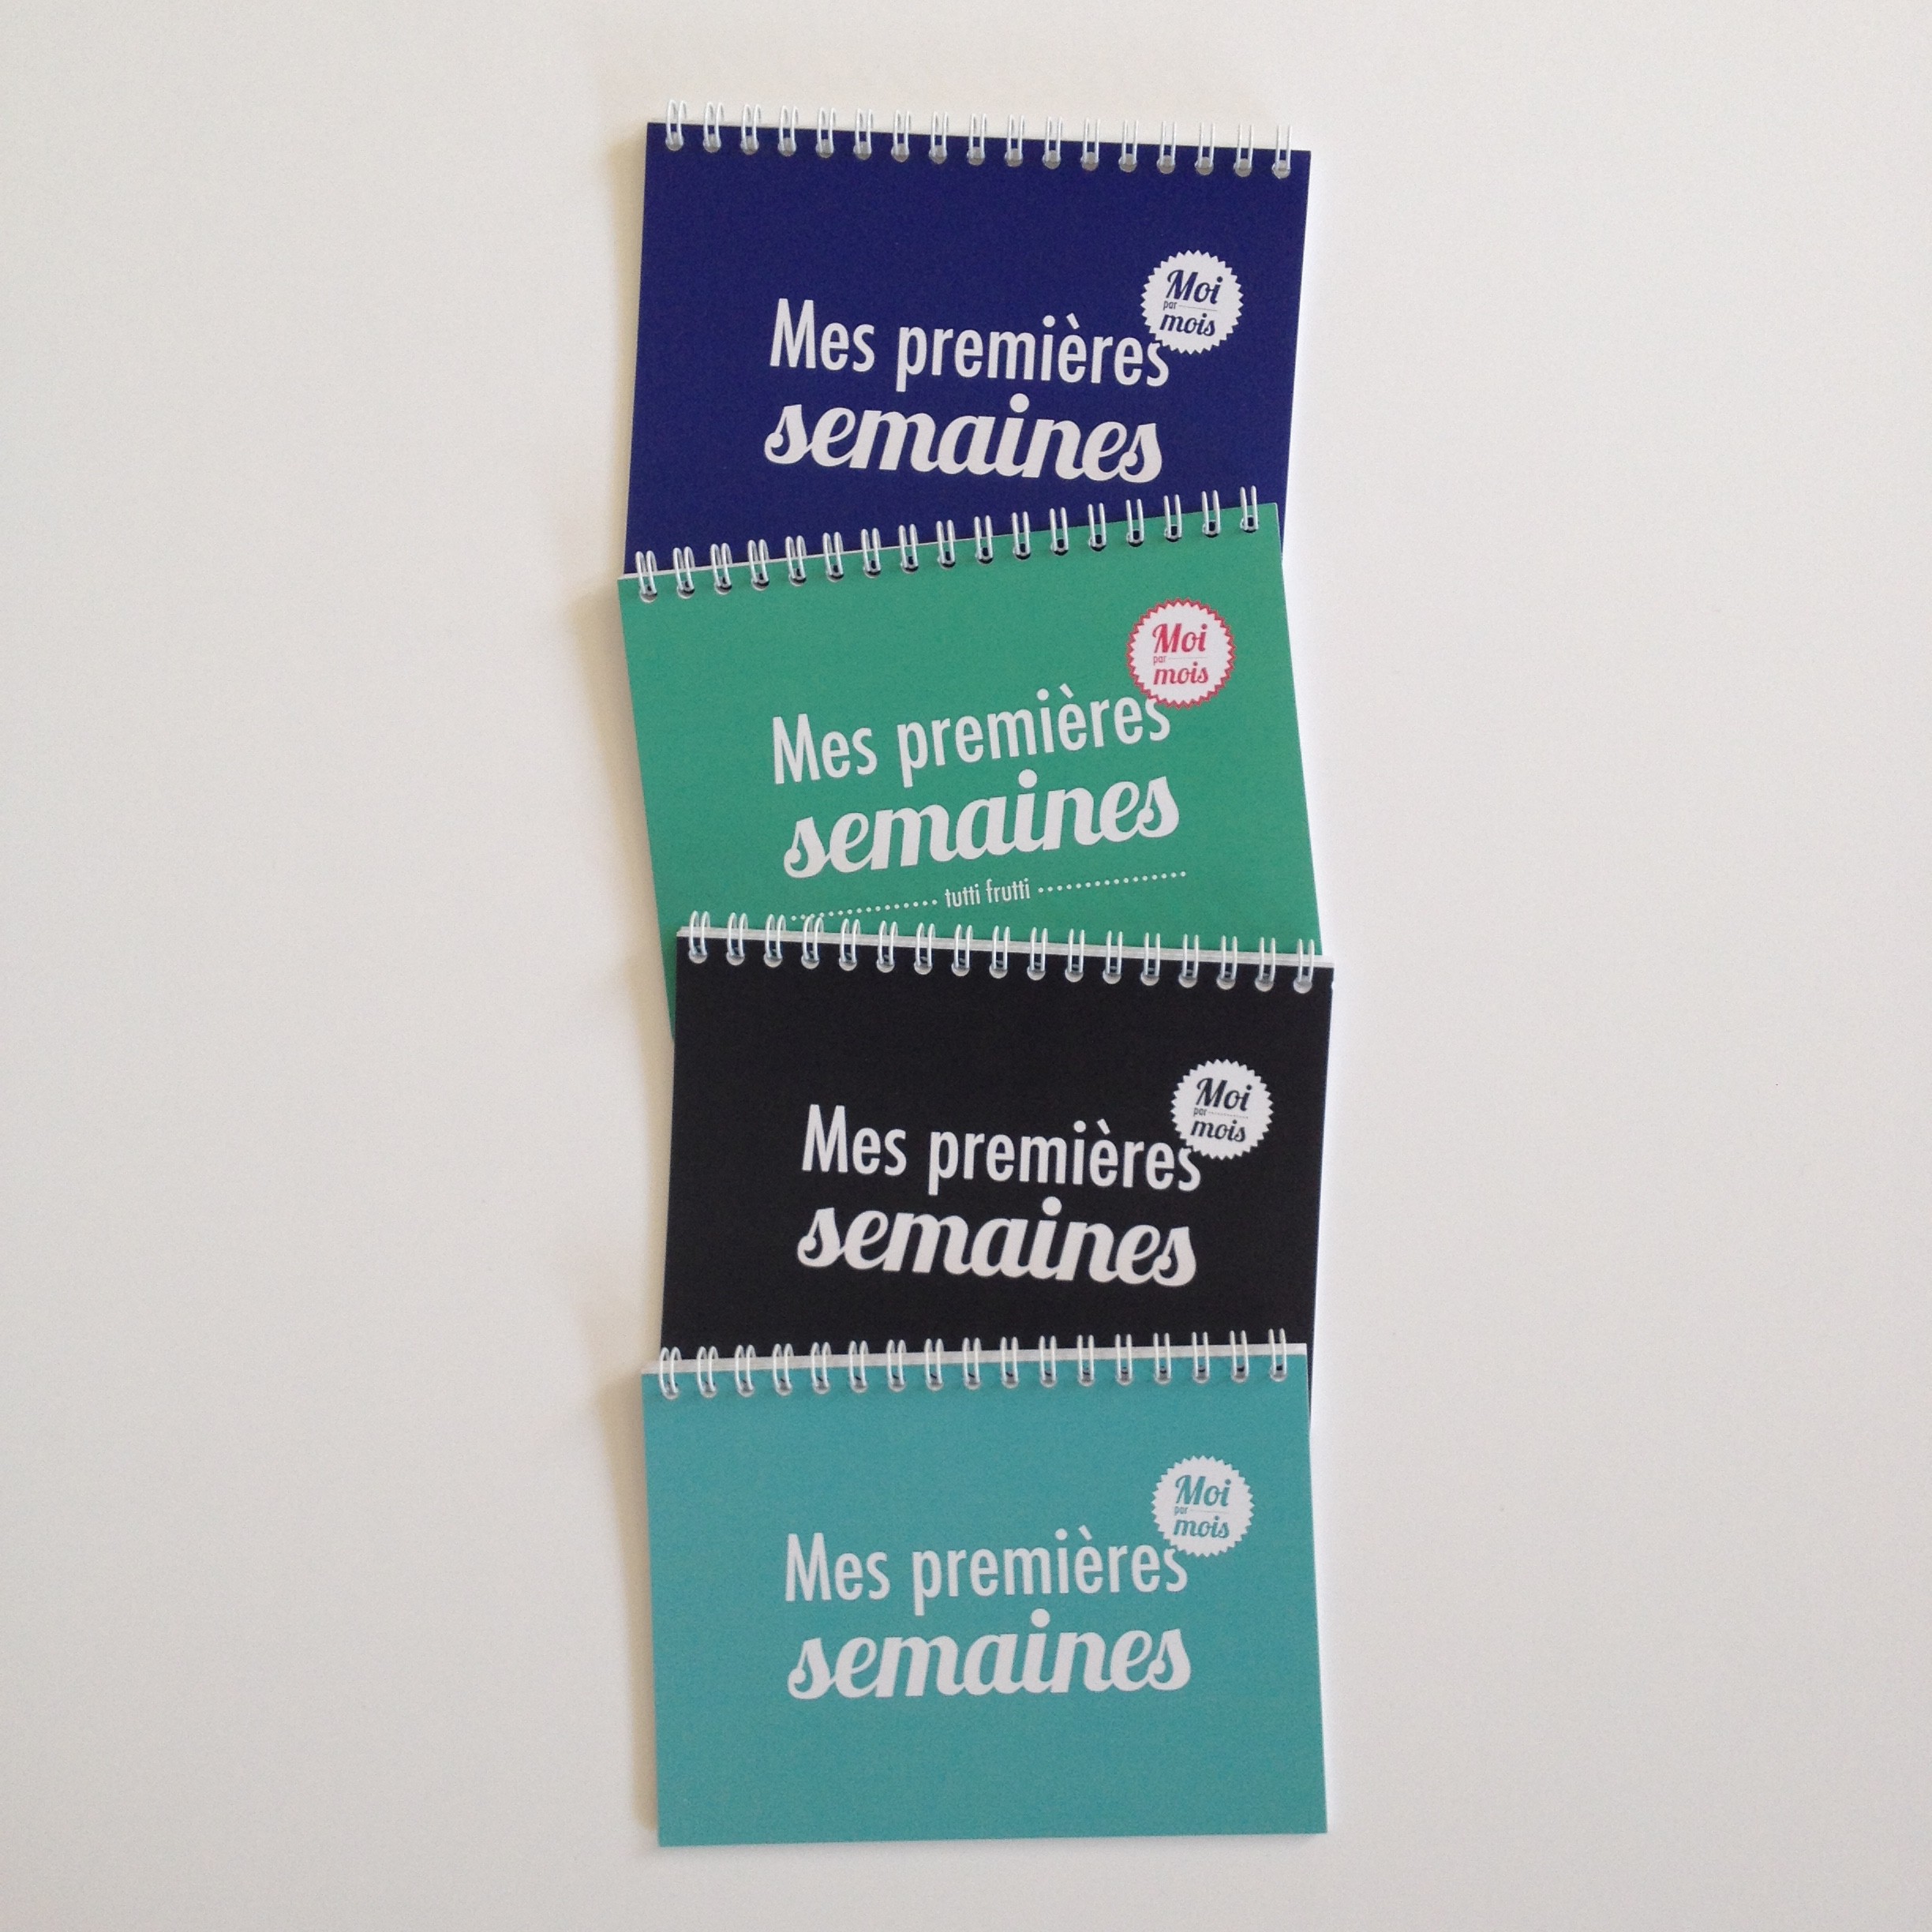 Moi
par
mois
Mes premières
semaines
Moi
par
mois
Mes premières
semaines
tutti frutti
Moi
par
mois
Mes premières
semaines
Moi
par
mois
Mes premières
semaines